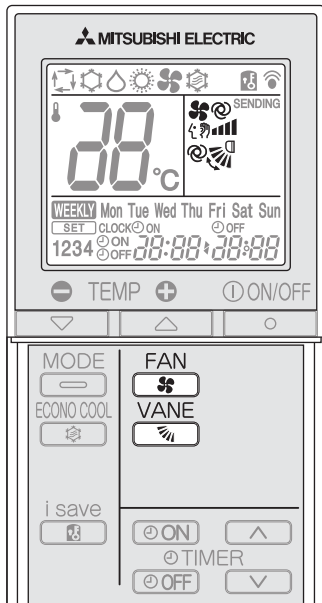 MITSUBISHI ELECTRIC
SENDING
88°C
WEEKLY Mon Tue Wed Thu Fri Sat Sun
SET CLOCK ON OFF
1234 ON OFF 88:88 88:88
TEMP ON/OFF
MODE FAN
ECONO COOL VANE
i save
ON
TIMER
OFF